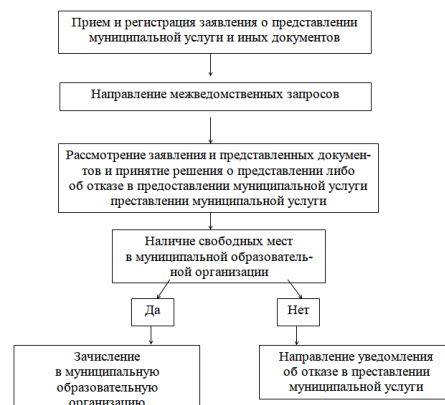 Прием и регистрация заявления о представлении
муниципальной услуги и иных документов
Направление межведомственных запросов
Рассмотрение заявления и представленных докумен-
тов и принятие решения о представлении либо
об отказе в предоставлении муниципальной услуги
преставлении муниципальной услуги
Наличие свободных мест
в муниципальной образователь-
ной организации
Да
Нет
Зачисление
в муниципальную
образовательную
организацию
Направление уведомления
об отказе в преставлении
муниципальной услуги